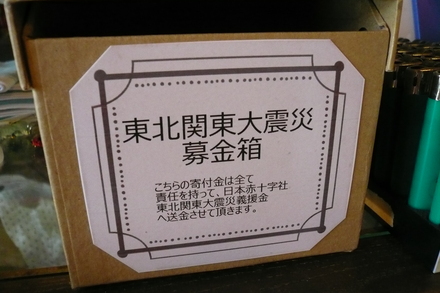 東北関東大震災
募金箱
こちらの寄付金は全て
責任を持って、日本赤十字社
東北関東大震災義援金
へ送金させて頂きます。